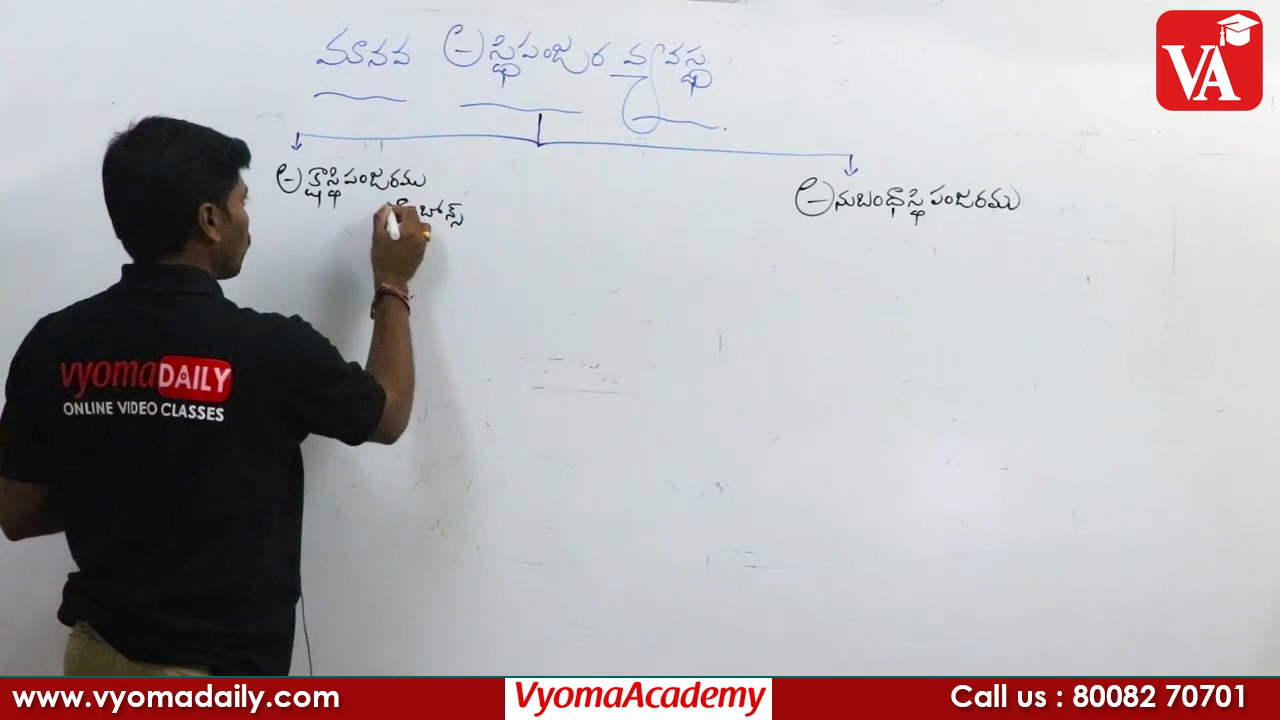 మానవ అస్థిపంజర వ్యవస్థ
అక్షాస్థిపంజరము
బోన్స్
అనుబంధాస్థిపంజరము
VA
vyomaDAILY
ONLINE VIDEO CLASSES
www.vyomadaily.com
VyomaAcademy
Call us : 80082 70701